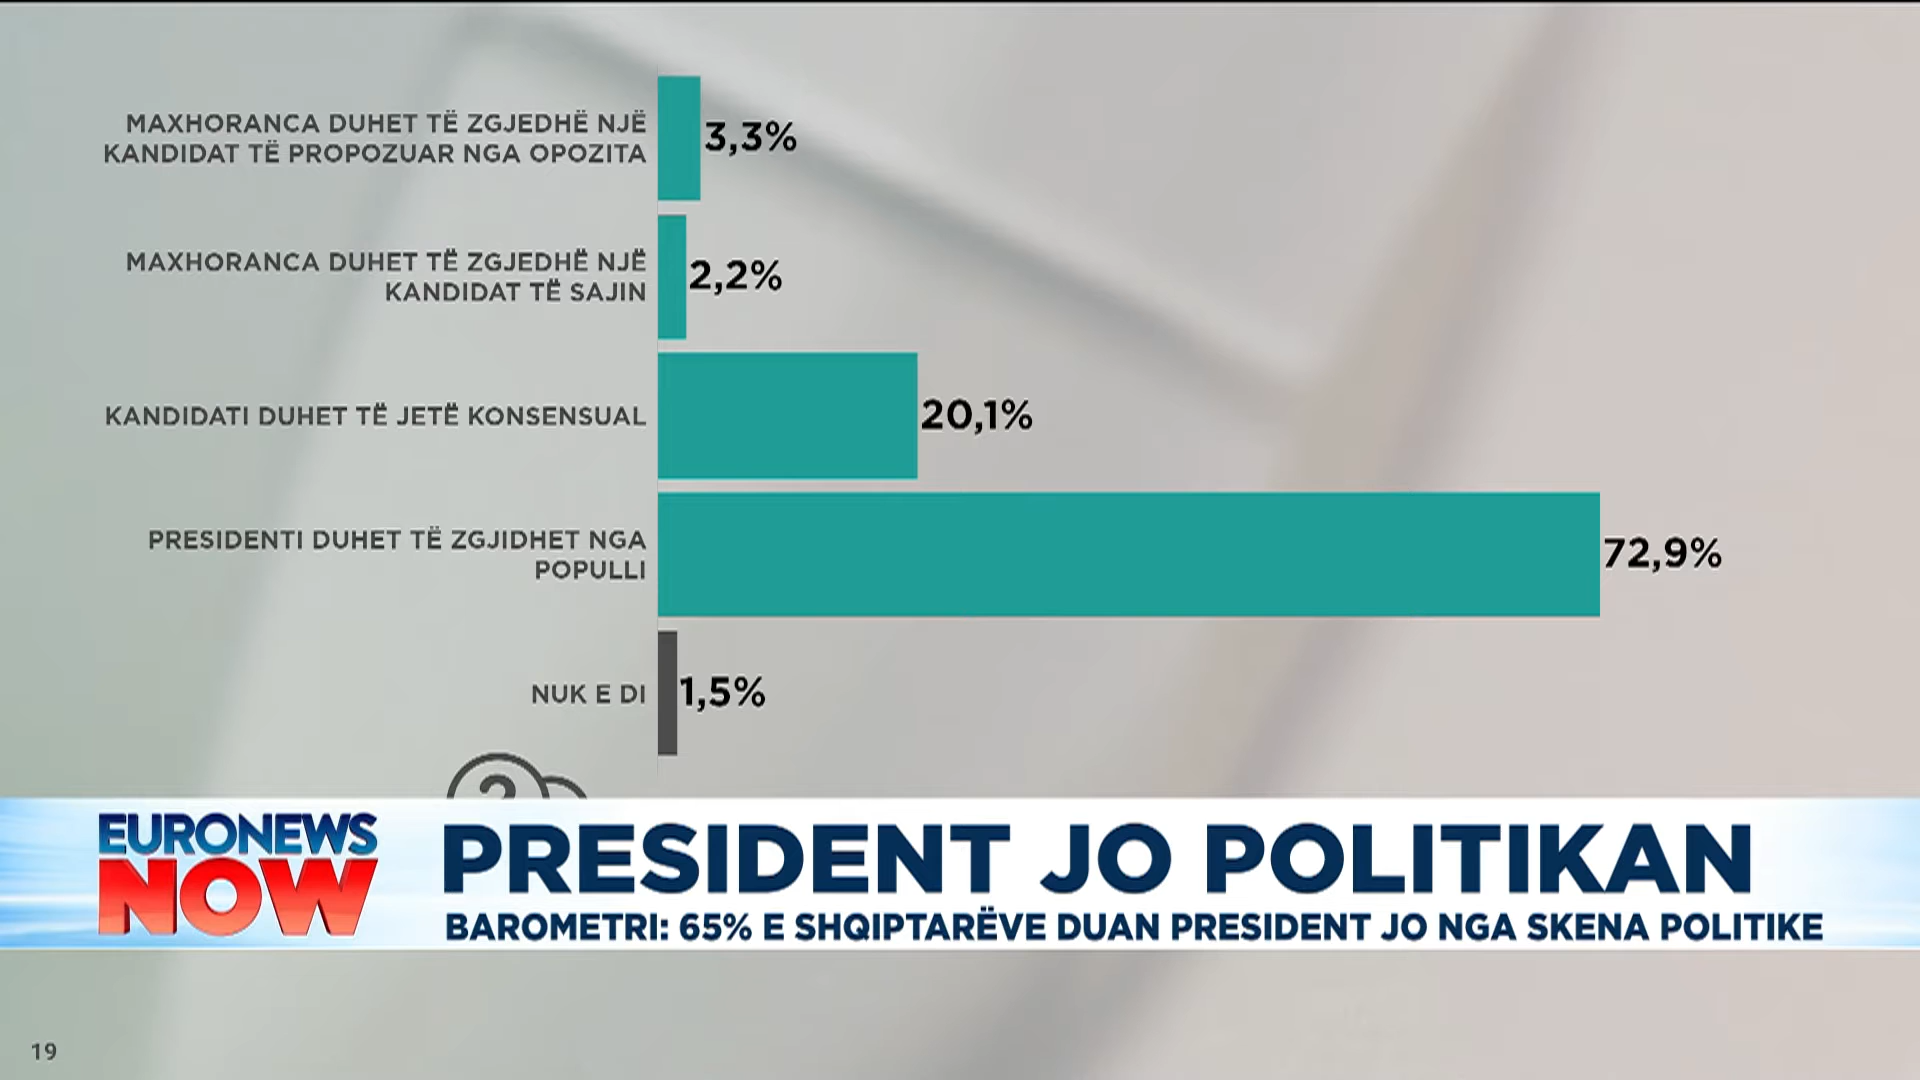 MAXHORANCA DUHET TË ZGJEDHË NJË
KANDIDAT TË PROPOZUAR NGA OPOZITA
3,3%
MAXHORANCA DUHET TË ZGJEDHË NJË
KANDIDAT TË SAJIN
2,2%
KANDIDATI DUHET TË JETË KONSENSUAL
20,1%
PRESIDENTI DUHET TË ZGJIDHET NGA
POPULLI
72,9%
NUK E DI
1,5%
?
EURONEWS
NOW
PRESIDENT JO POLITIKAN
BAROMETRI: 65% E SHQIPTARËVE DUAN PRESIDENT JO NGA SKENA POLITIKE
19